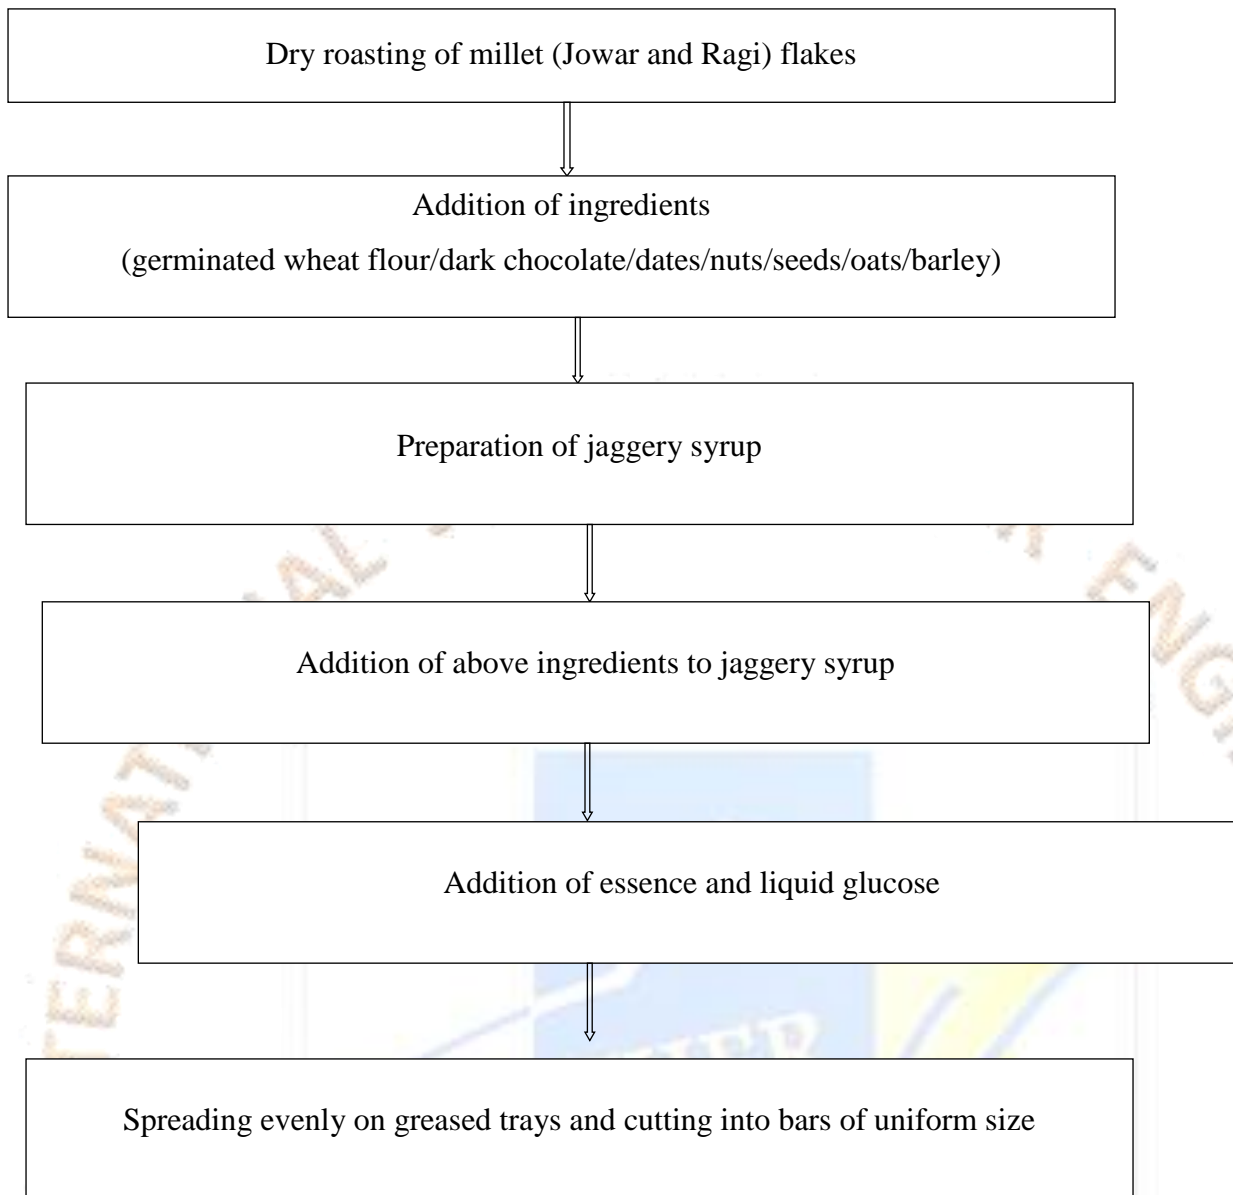 Dry roasting of millet (Jowar and Ragi) flakes
Addition of ingredients
(germinated wheat flour/dark chocolate/dates/nuts/seeds/oats/barley)
Preparation of jaggery syrup
Addition of above ingredients to jaggery syrup
Addition of essence and liquid glucose
Spreading evenly on greased trays and cutting into bars of uniform size